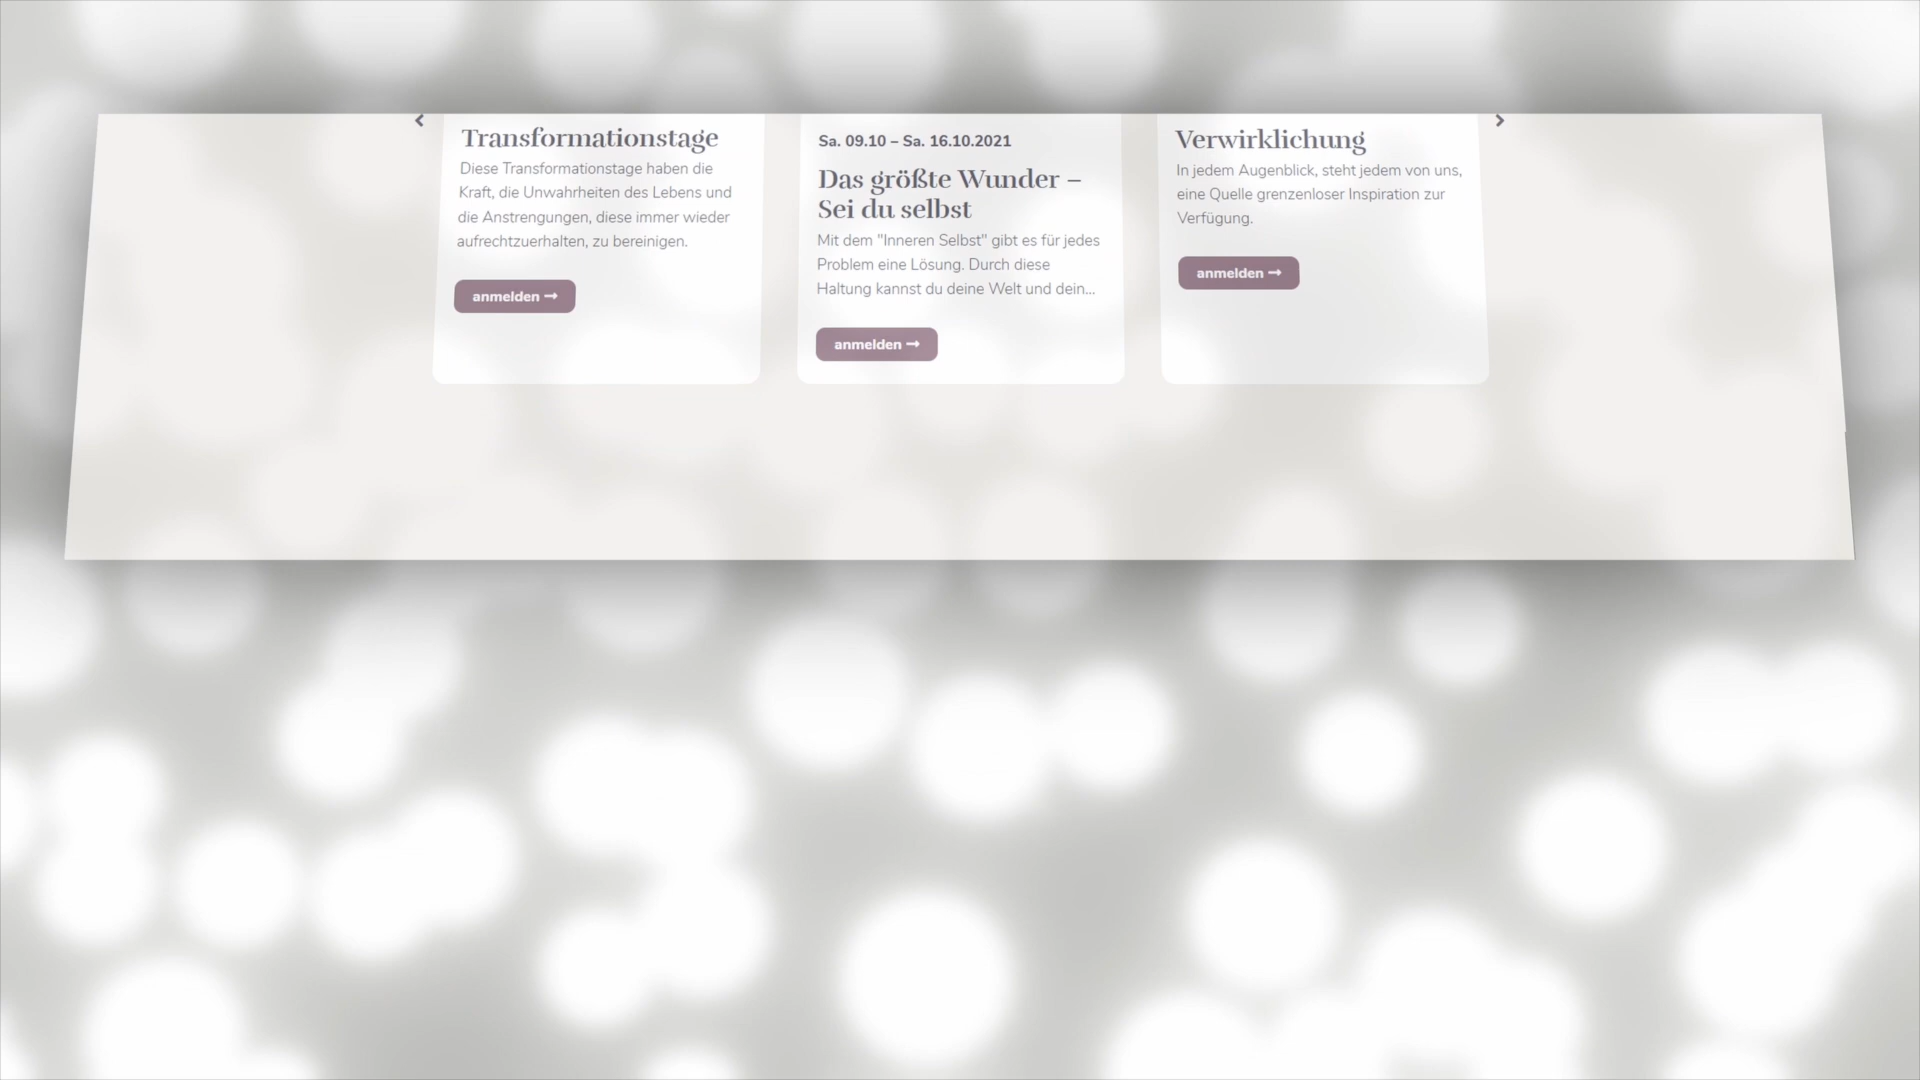 Transformationstage
Diese Transformationstage haben die
Kraft, die Unwahrheiten des Lebens und
die Anstrengungen, diese immer wieder
aufrechtzuerhalten, zu bereinigen.
anmelden →
Sa. 09.10 – Sa. 16.10.2021
Das größte Wunder –
Sei du selbst
Mit dem "Inneren Selbst" gibt es für jedes
Problem eine Lösung. Durch diese
Haltung kannst du deine Welt und dein...
anmelden →
Verwirklichung
In jedem Augenblick, steht jedem von uns,
eine Quelle grenzenloser Inspiration zur
Verfügung.
anmelden →